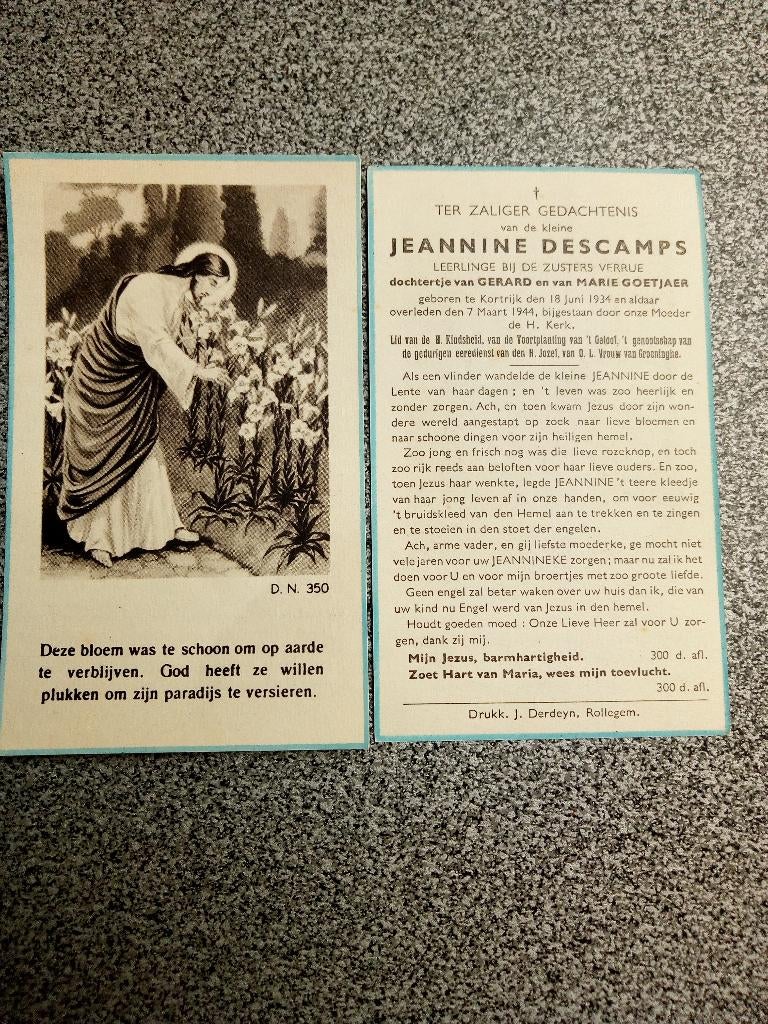 D. N. 350
Deze bloem was te schoon om op aarde
te verblijven. God heeft ze willen
plukken om zijn paradijs te versieren.
†
TER ZALIGER GEDACHTENIS
van de kleine
JEANNINE DESCAMPS
LEERLINGE BIJ DE ZUSTERS VERRUE
dochtertje van GERARD en van MARIE GOETJAER
geboren te Kortrijk den 18 Juni 1934 en aldaar
overleden den 7 Maart 1944, bijgestaan door onze Moeder
de H. Kerk.
Lid van de H. Kindsheid, van de Voortplanting van 't Geloof, 't genootschap van
de gedurigen eeredienst van den H. Jozef, van O. L. Vrouw van Groeninghe.
Als een vlinder wandelde de kleine JEANNINE door de
Lente van haar dagen ; en 't leven was zoo heerlijk en
zonder zorgen. Ach, en toen kwam Jezus door zijn won-
dere wereld aangestapt op zoek naar lieve bloemen en
naar schoone dingen voor zijn heiligen hemel.
Zoo jong en frisch nog was die lieve rozeknop, en toch
zoo rijk reeds aan beloften voor haar lieve ouders. En zoo,
toen Jezus haar wenkte, legde JEANNINE 't teere kleedje
van haar jong leven af in onze handen, om voor eeuwig
't bruidskleed van den Hemel aan te trekken en te zingen
en te stoeien in den stoet der engelen.
Ach, arme vader, en gij liefste moederke, ge mocht niet
vele jaren voor uw JEANNINEKE zorgen ; maar nu zal ik het
doen voor U en voor mijn broertjes met zoo groote liefde.
Geen engel zal beter waken over uw huis dan ik, die van
uw kind nu Engel werd van Jezus in den hemel.
Houdt goeden moed : Onze Lieve Heer zal voor U zor-
gen, dank zij mij.
Mijn Jezus, barmhartigheid. 300 d. afl.
Zoet Hart van Maria, wees mijn toevlucht.
300 d. afl.
Drukk. J. Derdeyn, Rollegem.